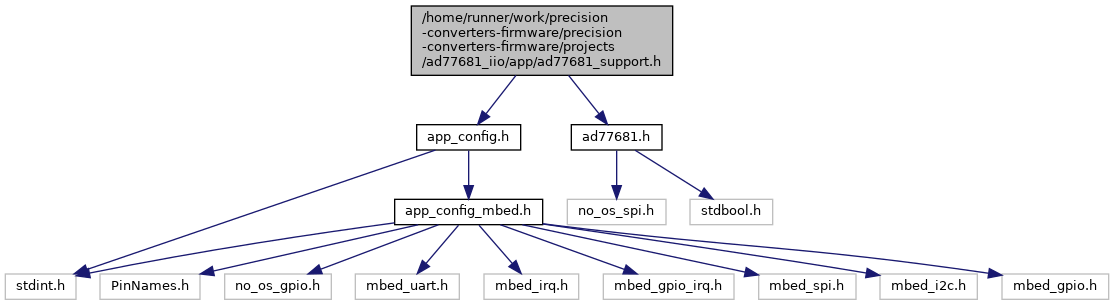 /home/runner/work/precision
-converters-firmware/precision
-converters-firmware/projects
/ad77681_iio/app/ad77681_support.h
app_config.h
ad77681.h
app_config_mbed.h
no_os_spi.h
stdbool.h
stdint.h
PinNames.h
no_os_gpio.h
mbed_uart.h
mbed_irq.h
mbed_gpio_irq.h
mbed_spi.h
mbed_i2c.h
mbed_gpio.h